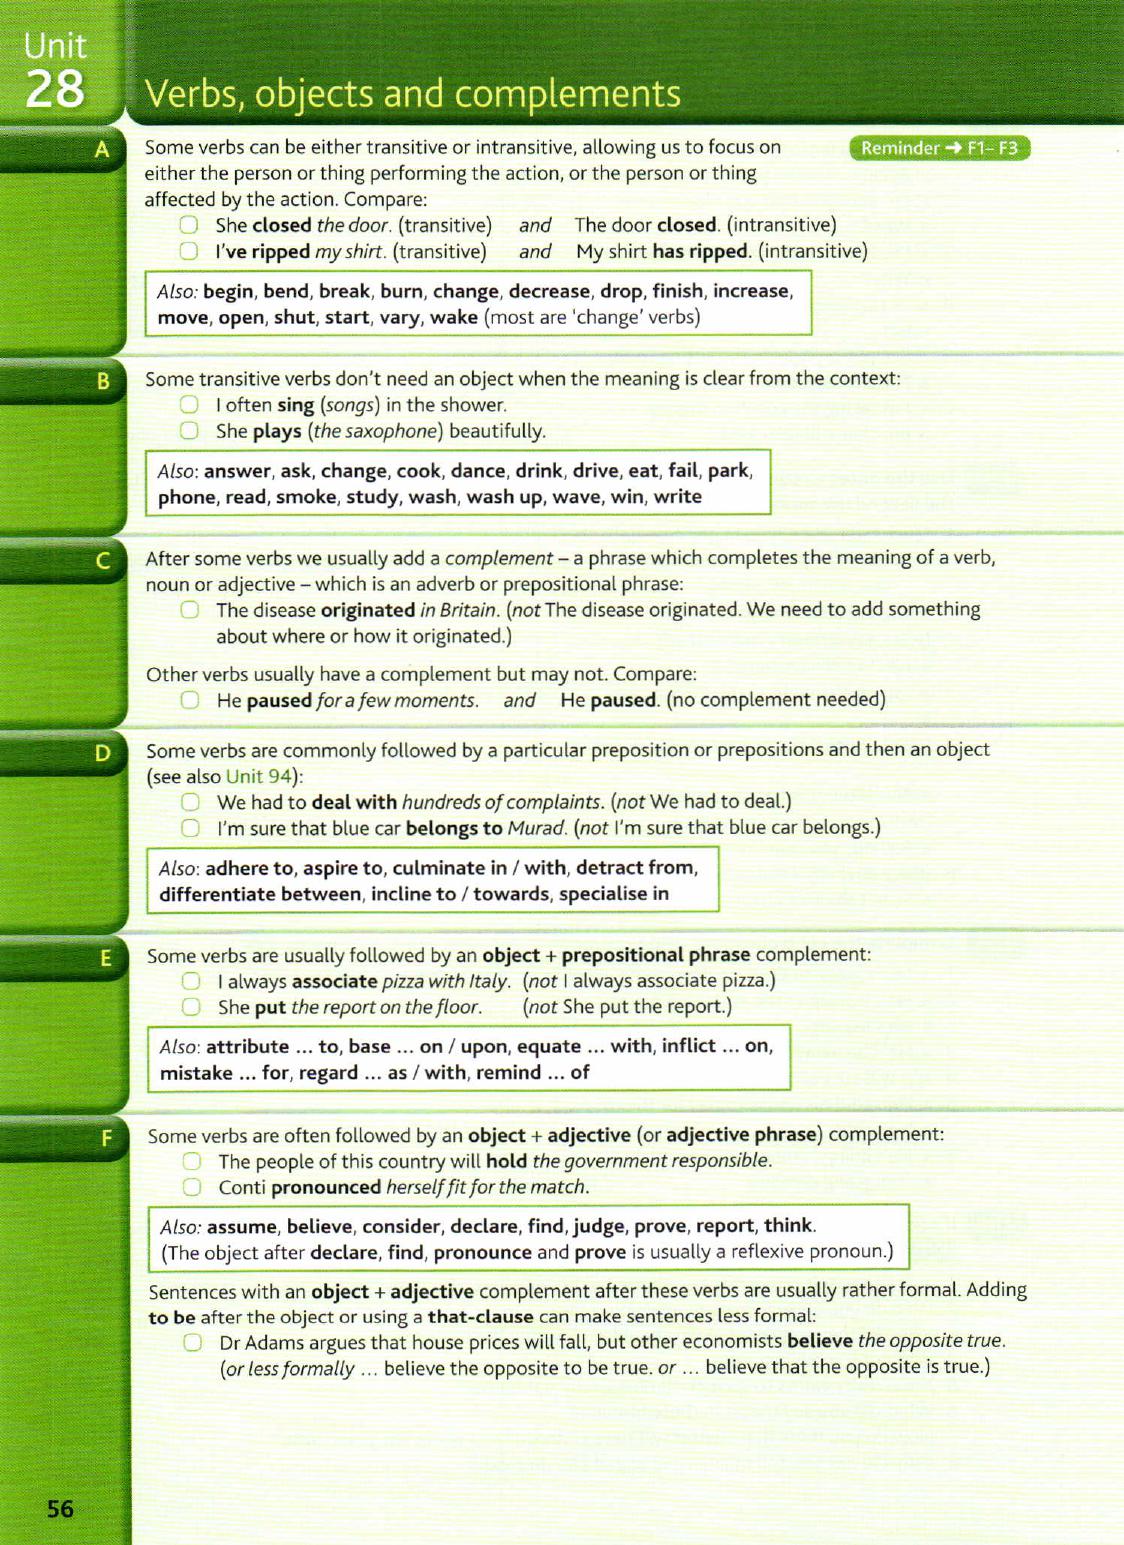 Unit
28
Verbs, objects and complements
A
Some verbs can be either transitive or intransitive, allowing us to focus on
Reminder → F1– F3
either the person or thing performing the action, or the person or thing
affected by the action. Compare:
She closed the door. (transitive) and The door closed. (intransitive)
I've ripped my shirt. (transitive) and My shirt has ripped. (intransitive)
Also: begin, bend, break, burn, change, decrease, drop, finish, increase,
move, open, shut, start, vary, wake (most are 'change' verbs)
B
Some transitive verbs don't need an object when the meaning is clear from the context:
I often sing (songs) in the shower.
She plays (the saxophone) beautifully.
Also: answer, ask, change, cook, dance, drink, drive, eat, fail, park,
phone, read, smoke, study, wash, wash up, wave, win, write
C
After some verbs we usually add a complement – a phrase which completes the meaning of a verb,
noun or adjective – which is an adverb or prepositional phrase:
The disease originated in Britain. (not The disease originated. We need to add something
about where or how it originated.)
Other verbs usually have a complement but may not. Compare:
He paused for a few moments. and He paused. (no complement needed)
D
Some verbs are commonly followed by a particular preposition or prepositions and then an object
(see also Unit 94):
We had to deal with hundreds of complaints. (not We had to deal.)
I'm sure that blue car belongs to Murad. (not I'm sure that blue car belongs.)
Also: adhere to, aspire to, culminate in / with, detract from,
differentiate between, incline to / towards, specialise in
E
Some verbs are usually followed by an object + prepositional phrase complement:
I always associate pizza with Italy. (not I always associate pizza.)
She put the report on the floor. (not She put the report.)
Also: attribute ... to, base ... on / upon, equate ... with, inflict ... on,
mistake ... for, regard ... as / with, remind ... of
F
Some verbs are often followed by an object + adjective (or adjective phrase) complement:
The people of this country will hold the government responsible.
Conti pronounced herself fit for the match.
Also: assume, believe, consider, declare, find, judge, prove, report, think.
(The object after declare, find, pronounce and prove is usually a reflexive pronoun.)
Sentences with an object + adjective complement after these verbs are usually rather formal. Adding
to be after the object or using a that-clause can make sentences less formal:
Dr Adams argues that house prices will fall, but other economists believe the opposite true.
(or less formally ... believe the opposite to be true. or ... believe that the opposite is true.)
56